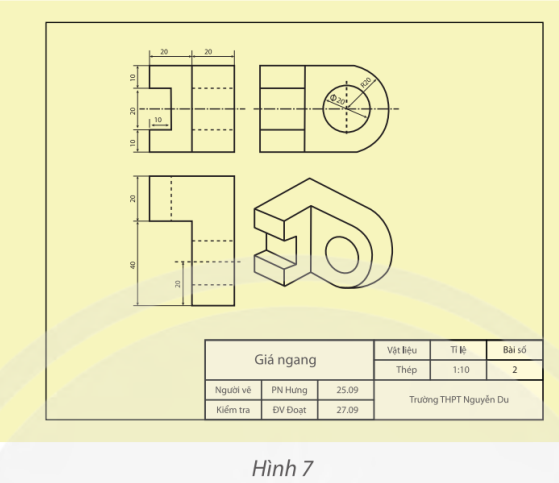 20 20
10
20
10
10
Φ20
R20
20
40
20
Giá ngang
Vật liệu Tỉ lệ Bài số
Thép 1:10 2
Người vẽ PN Hưng 25.09
Kiểm tra ĐV Đoạt 27.09
Trường THPT Nguyễn Du
Hình 7